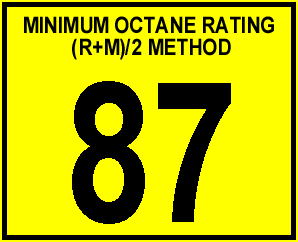 MINIMUM OCTANE RATING
(R+M)/2 METHOD
87